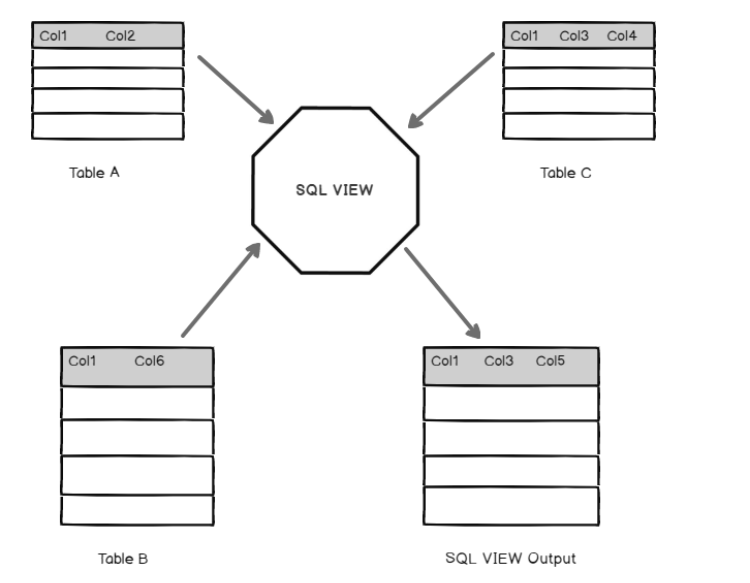 Col1 Col2
Table A
Col1 Col3 Col4
Table C
SQL VIEW
Col1 Col6
Table B
Col1 Col3 Col5
SQL VIEW Output